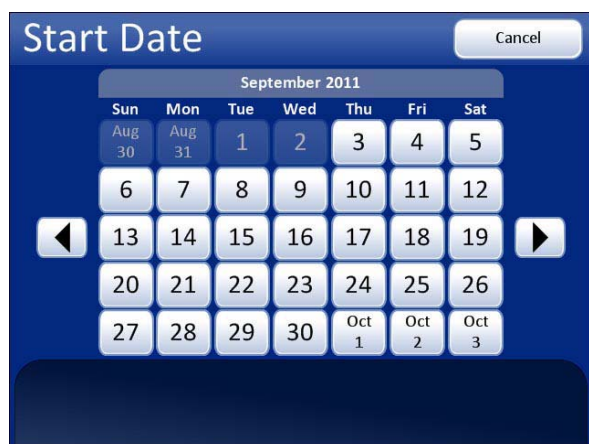 Start Date
Cancel
September 2011
Sun Mon Tue Wed Thu Fri Sat
Aug 30 Aug 31 1 2 3 4 5
6 7 8 9 10 11 12
13 14 15 16 17 18 19
20 21 22 23 24 25 26
27 28 29 30 Oct 1 Oct 2 Oct 3